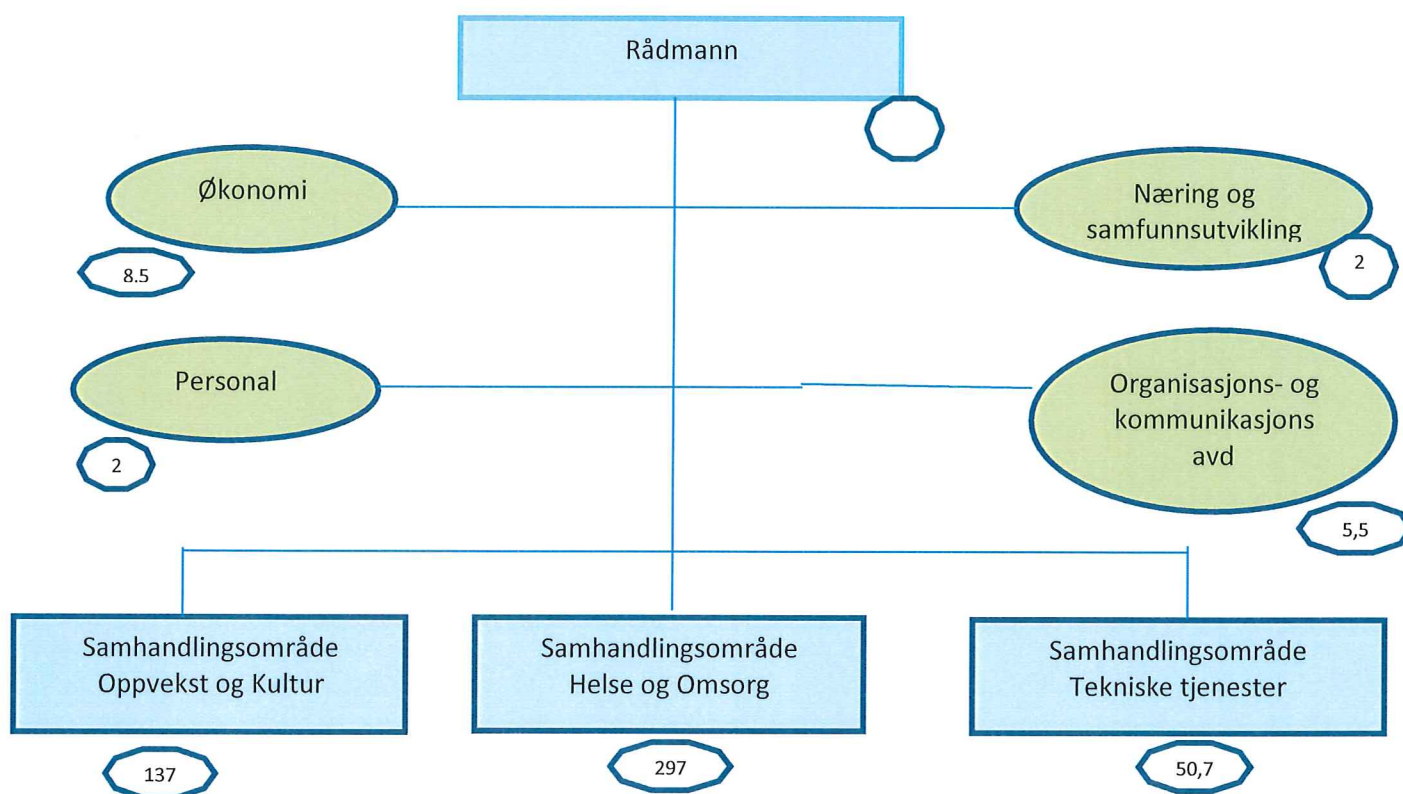 Rådmann
Økonomi
8.5
Næring og
samfunnsutvikling
2
Personal
2
Organisasjons- og
kommunikasjons
avd
5,5
Samhandlingsområde
Oppvekst og Kultur
137
Samhandlingsområde
Helse og Omsorg
297
Samhandlingsområde
Tekniske tjenester
50,7